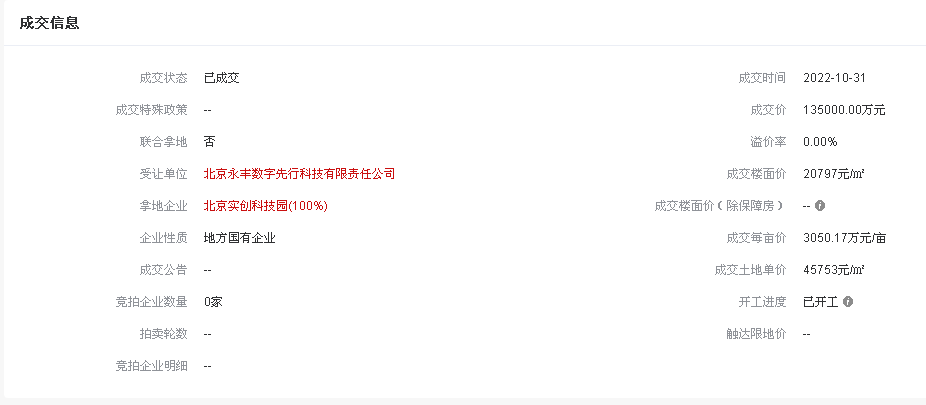 成交信息
成交状态 已成交 成交时间 2022-10-31
成交特殊政策 -- 成交价 135000.00万元
联合拿地 否 溢价率 0.00%
受让单位 北京永丰数字先行科技有限责任公司 成交楼面价 20797元/㎡
拿地企业 北京实创科技园(100%) 成交楼面价（除保障房） --
企业性质 地方国有企业 成交每亩价 3050.17万元/亩
成交公告 -- 成交土地单价 45753元/㎡
竞拍企业数量 0家 开工进度 已开工
拍卖轮数 -- 触达限地价 --
竞拍企业明细 --